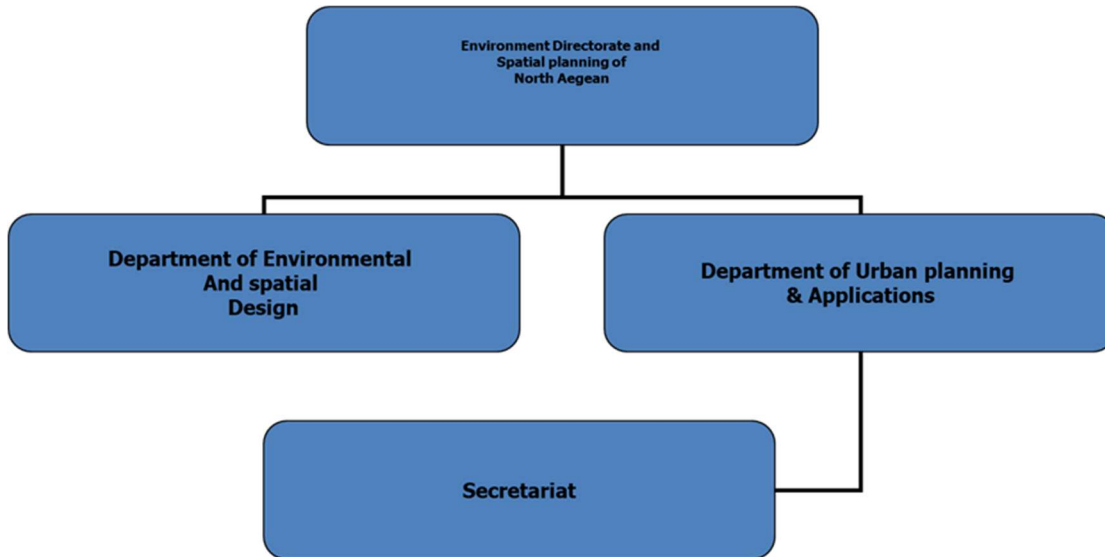 Environment Directorate and
Spatial planning of
North Aegean
Department of Environmental
And spatial
Design
Department of Urban planning
& Applications
Secretariat